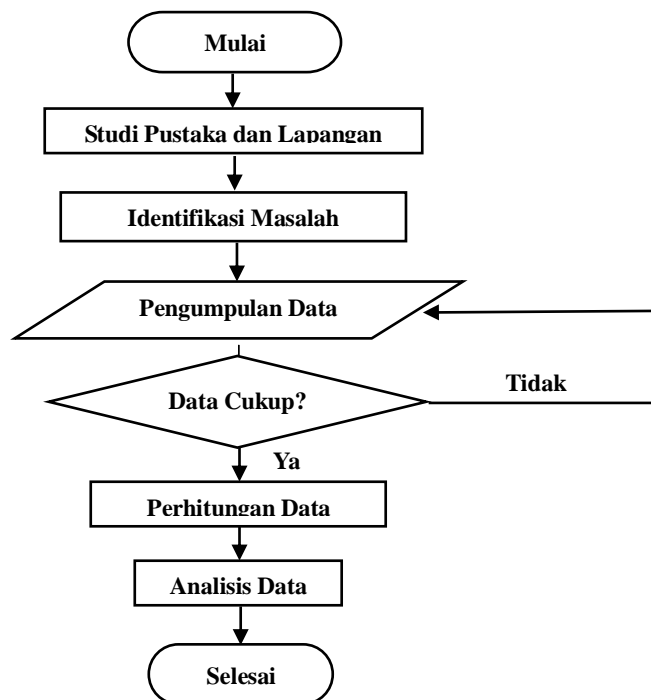 Mulai
Studi Pustaka dan Lapangan
Identifikasi Masalah
Pengumpulan Data
Data Cukup?
Tidak
Ya
Perhitungan Data
Analisis Data
Selesai